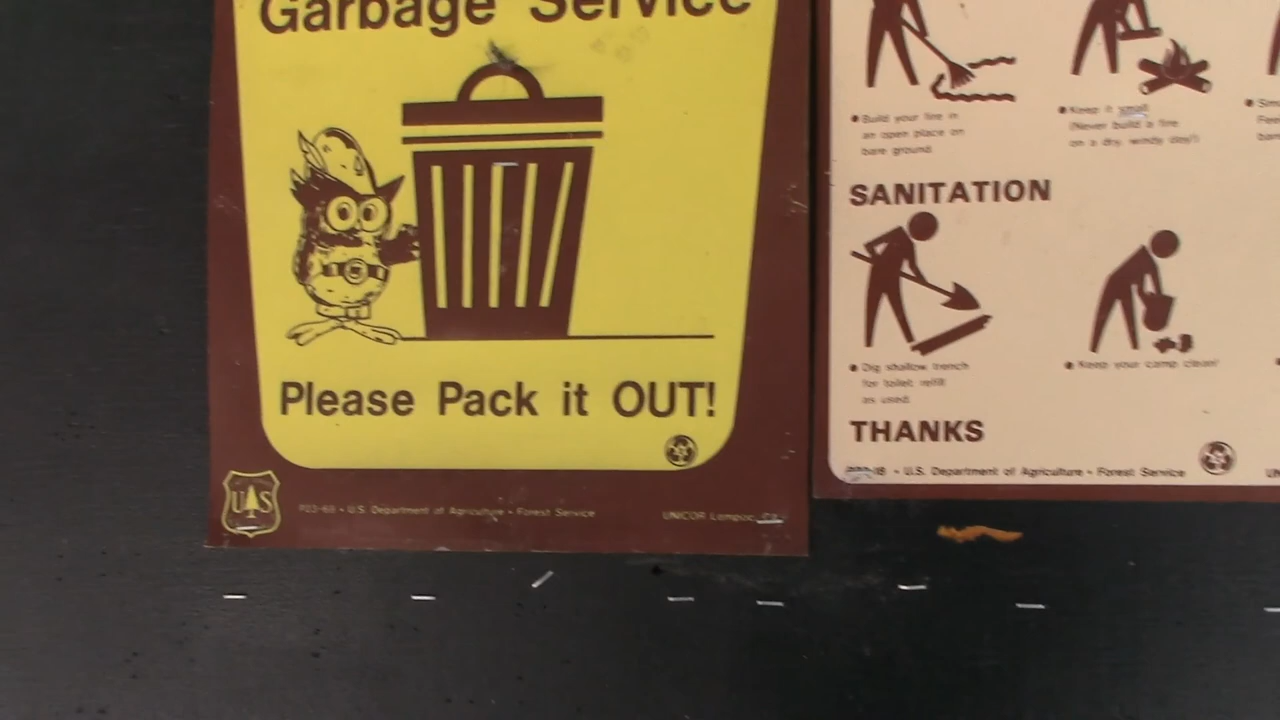 Garbage Service
Please Pack it OUT!
UAS
P23-69 • U.S. Department of Agriculture • Forest Service
UNICOR Lompoc, CA
• Build your fire in
an open place on
bare ground.
• Keep it small
(Never build a fire
on a dry, windy day!)
SANITATION
• Dig shallow trench
for toilet: refill
as used.
• Keep your camp clean!
THANKS
U.S. Department of Agriculture • Forest Service